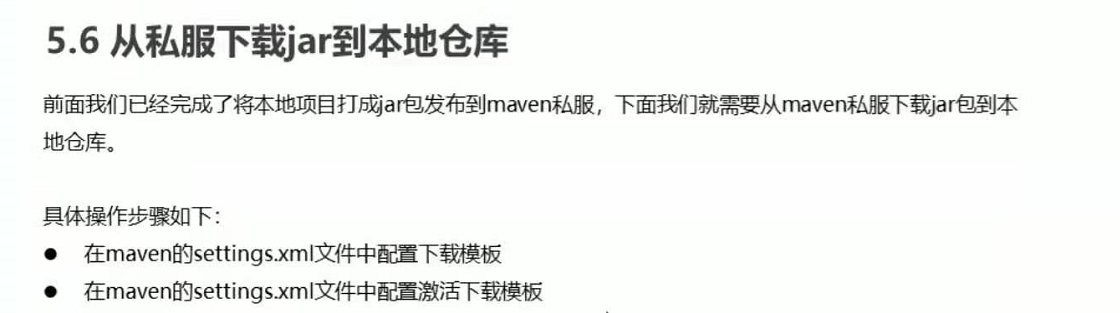 5.6 从私服下载jar到本地仓库
前面我们已经完成了将本地项目打成jar包发布到maven私服，下面我们就需要从maven私服下载jar包到本
地仓库。
具体操作步骤如下：
● 在maven的settings.xml文件中配置下载模板
● 在maven的settings.xml文件中配置激活下载模板